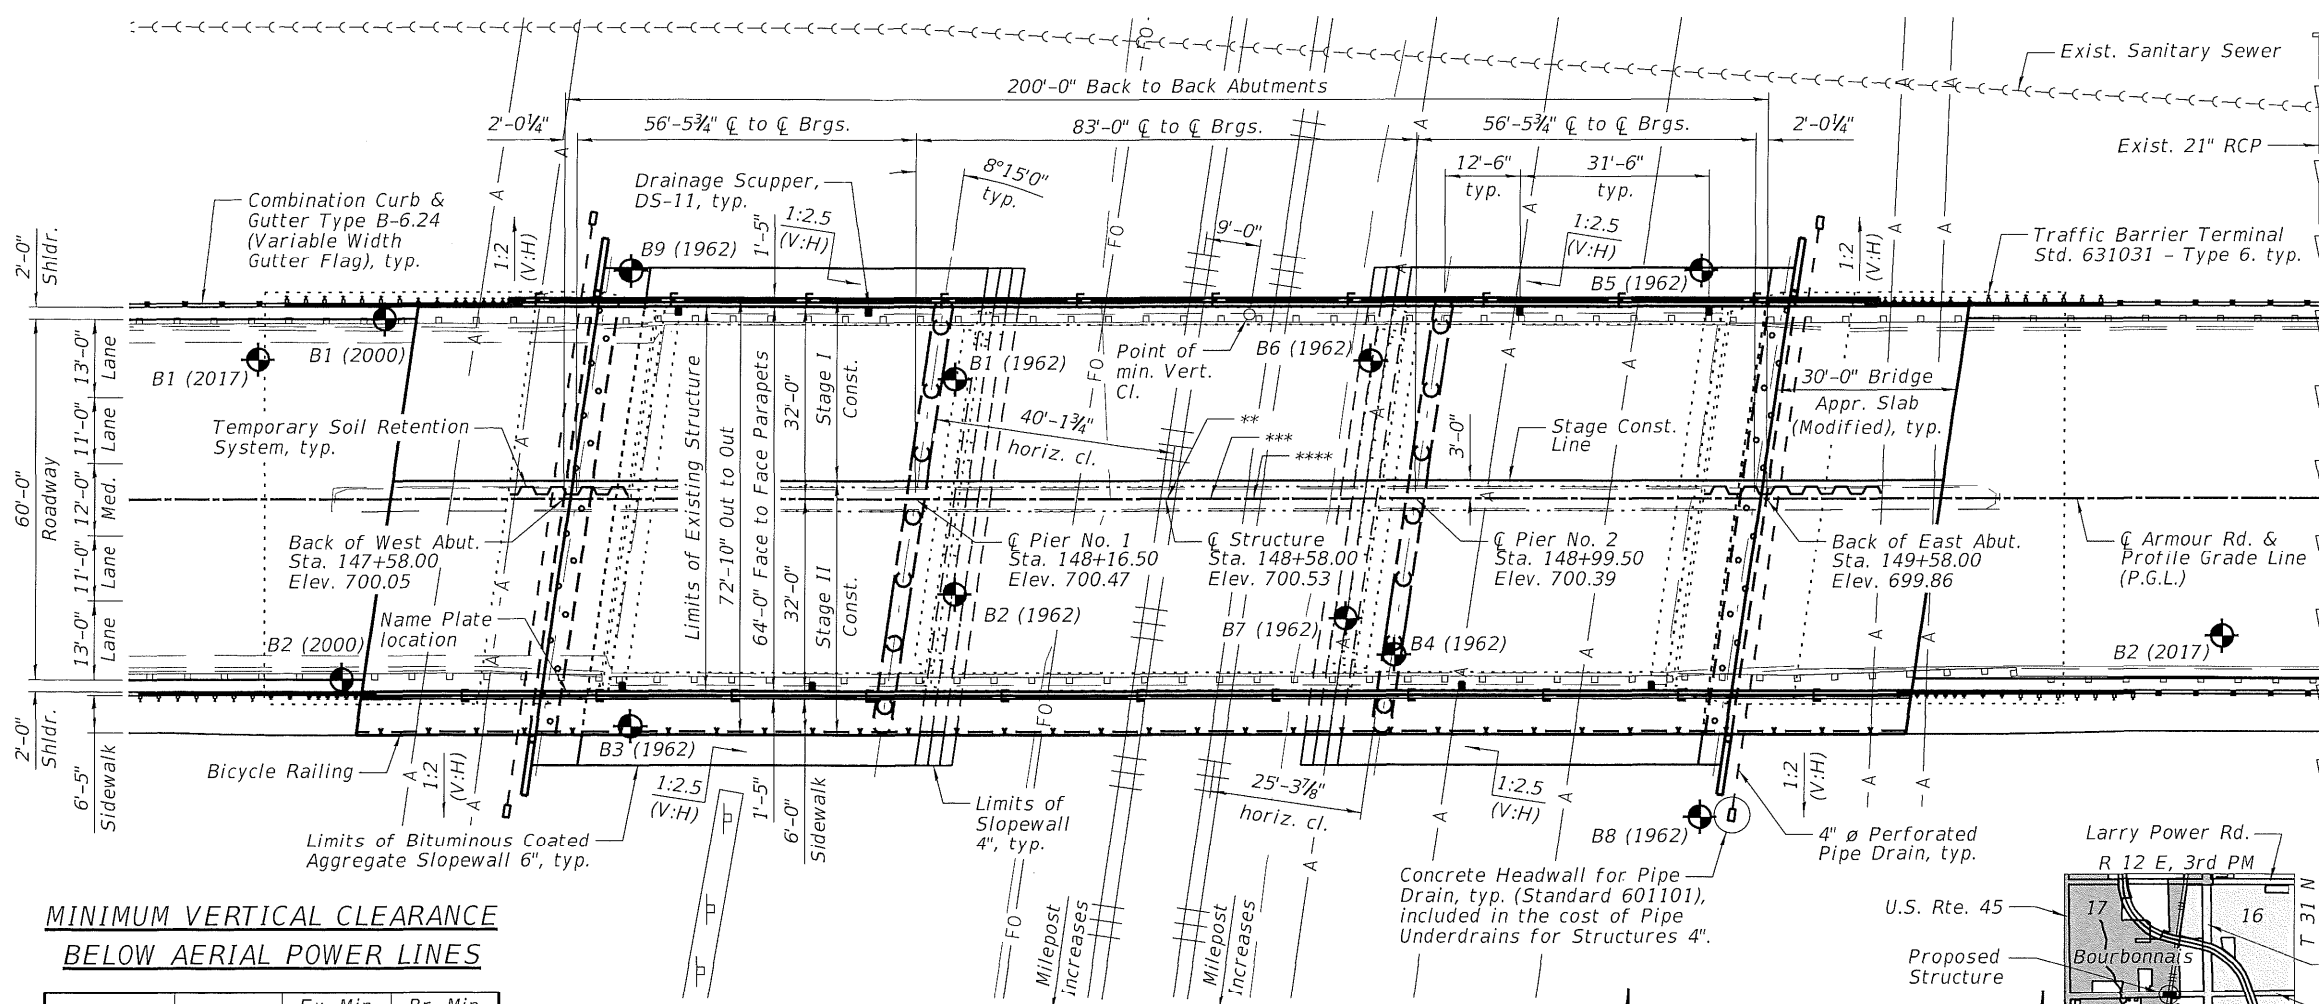 Exist. Sanitary Sewer
200'-0" Back to Back Abutments
2'-0¼"
56'-5¾" ℄ to ℄ Brgs.
83'-0" ℄ to ℄ Brgs.
56'-5¾" ℄ to ℄ Brgs.
2'-0¼"
Exist. 21" RCP
8°15'0"
typ.
12'-6"
typ.
31'-6"
typ.
Combination Curb &
Gutter Type B-6.24
(Variable Width
Gutter Flag), typ.
Drainage Scupper,
DS-11, typ.
1:2
(V:H)
1'-5"
1:2.5
(V:H)
9'-0"
1:2.5
(V:H)
1:2
(V:H)
Traffic Barrier Terminal
Std. 631031 - Type 6. typ.
2'-0"
Shldr.
B9 (1962)
B5 (1962)
B1 (2000)
B1 (2017)
B1 (1962)
Point of
min. Vert.
Cl.
B6 (1962)
30'-0" Bridge
Appr. Slab
(Modified), typ.
13'-0"
Lane
11'-0"
Lane
12'-0"
Med.
11'-0"
Lane
13'-0"
Lane
60'-0"
Roadway
Temporary Soil Retention
System, typ.
Limits of Existing Structure
72'-10" Out to Out
64'-0" Face to Face Parapets
32'-0"
Stage I
Const.
32'-0"
Stage II
Const.
40'-1¾"
horiz. cl.
**
***
****
3'-0"
Stage Const.
Line
Back of West Abut.
Sta. 147+58.00
Elev. 700.05
℄ Pier No. 1
Sta. 148+16.50
Elev. 700.47
℄ Structure
Sta. 148+58.00
Elev. 700.53
℄ Pier No. 2
Sta. 148+99.50
Elev. 700.39
Back of East Abut.
Sta. 149+58.00
Elev. 699.86
℄ Armour Rd. &
Profile Grade Line
(P.G.L.)
Name Plate
location
B2 (2000)
B2 (1962)
B7 (1962)
B4 (1962)
B2 (2017)
2'-0"
Shldr.
6'-5"
Sidewalk
Bicycle Railing
1:2
(V:H)
B3 (1962)
1:2.5
(V:H)
1'-5"
6'-0"
Sidewalk
Limits of
Slopewall
4", typ.
25'-3⅞"
horiz. cl.
1:2.5
(V:H)
1:2
(V:H)
B8 (1962)
4" ø Perforated
Pipe Drain, typ.
Limits of Bituminous Coated
Aggregate Slopewall 6", typ.
Concrete Headwall for Pipe
Drain, typ. (Standard 601101),
included in the cost of Pipe
Underdrains for Structures 4".
Milepost
Increases
Milepost
Increases
FO
FO
FO
FO
FO
A
A
A
A
A
A
Larry Power Rd.
R 12 E, 3rd PM
T 31 N
U.S. Rte. 45
17
16
Bourbonnais
Proposed
Structure
MINIMUM VERTICAL CLEARANCE
BELOW AERIAL POWER LINES
Ex. Min.
Pr. Min.